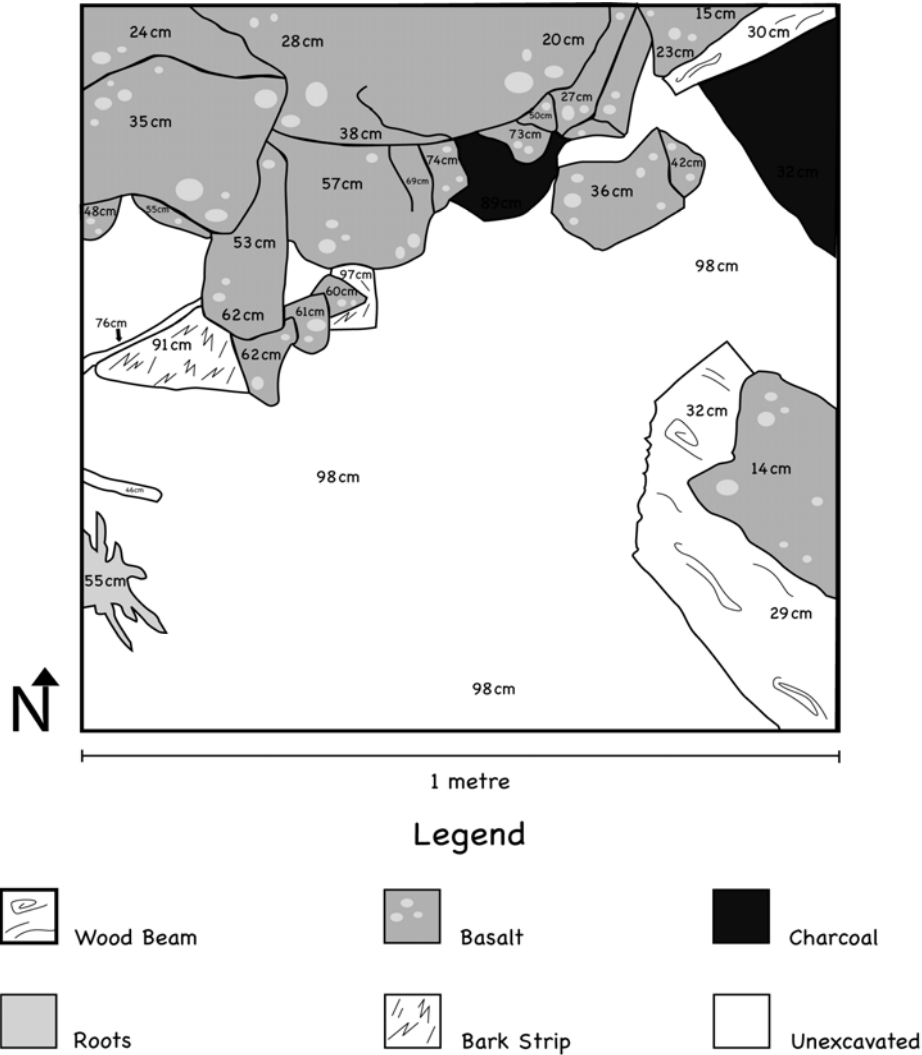 24cm
28cm
20cm
15cm
30cm
23cm
35cm
38cm
50cm
27cm
73cm
74cm
57cm
69cm
42cm
36cm
32cm
48cm
55cm
89cm
53cm
98cm
97cm
60cm
61cm
62cm
76cm
91cm
62cm
32cm
14cm
98cm
46cm
55cm
29cm
98cm
N
1 metre
Legend
Wood Beam
Basalt
Charcoal
Roots
Bark Strip
Unexcavated